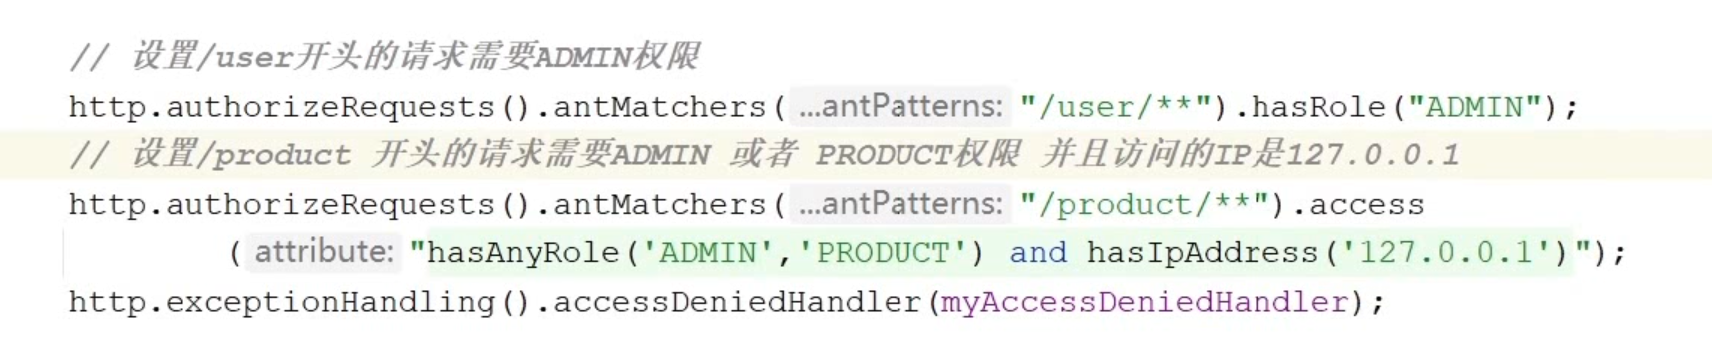 // 设置/user开头的请求需要ADMIN权限
http.authorizeRequests().antMatchers( ...antPatterns: "/user/**").hasRole("ADMIN");
// 设置/product 开头的请求需要ADMIN 或者 PRODUCT权限 并且访问的IP是127.0.0.1
http.authorizeRequests().antMatchers( ...antPatterns: "/product/**").access
( attribute: "hasAnyRole('ADMIN','PRODUCT') and hasIpAddress('127.0.0.1')");
http.exceptionHandling().accessDeniedHandler(myAccessDeniedHandler);